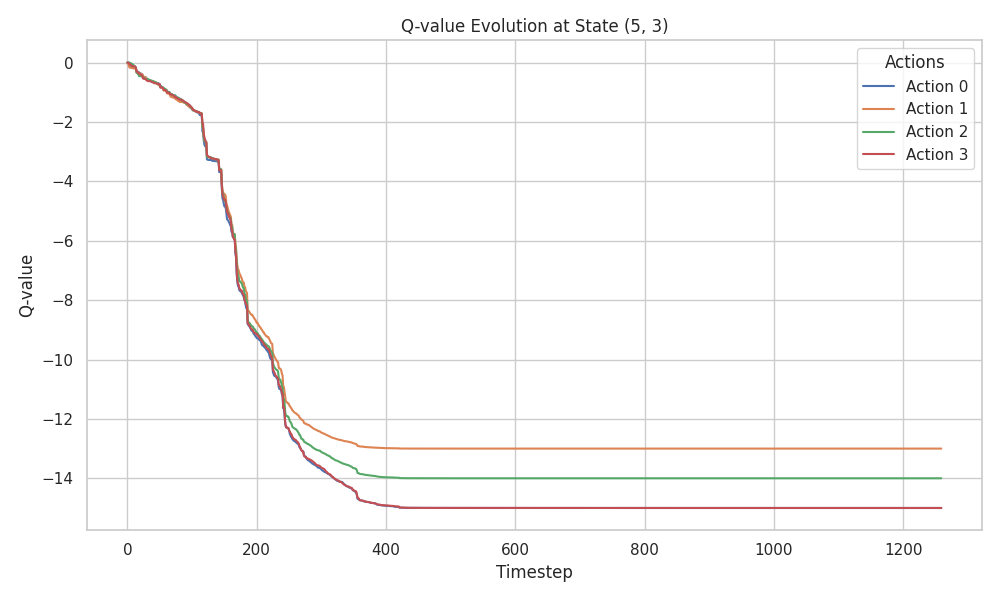 Q-value Evolution at State (5, 3)
Actions
Action 0
Action 1
Action 2
Action 3
Q-value
0
−2
−4
−6
−8
−10
−12
−14
0 200 400 600 800 1000 1200
Timestep